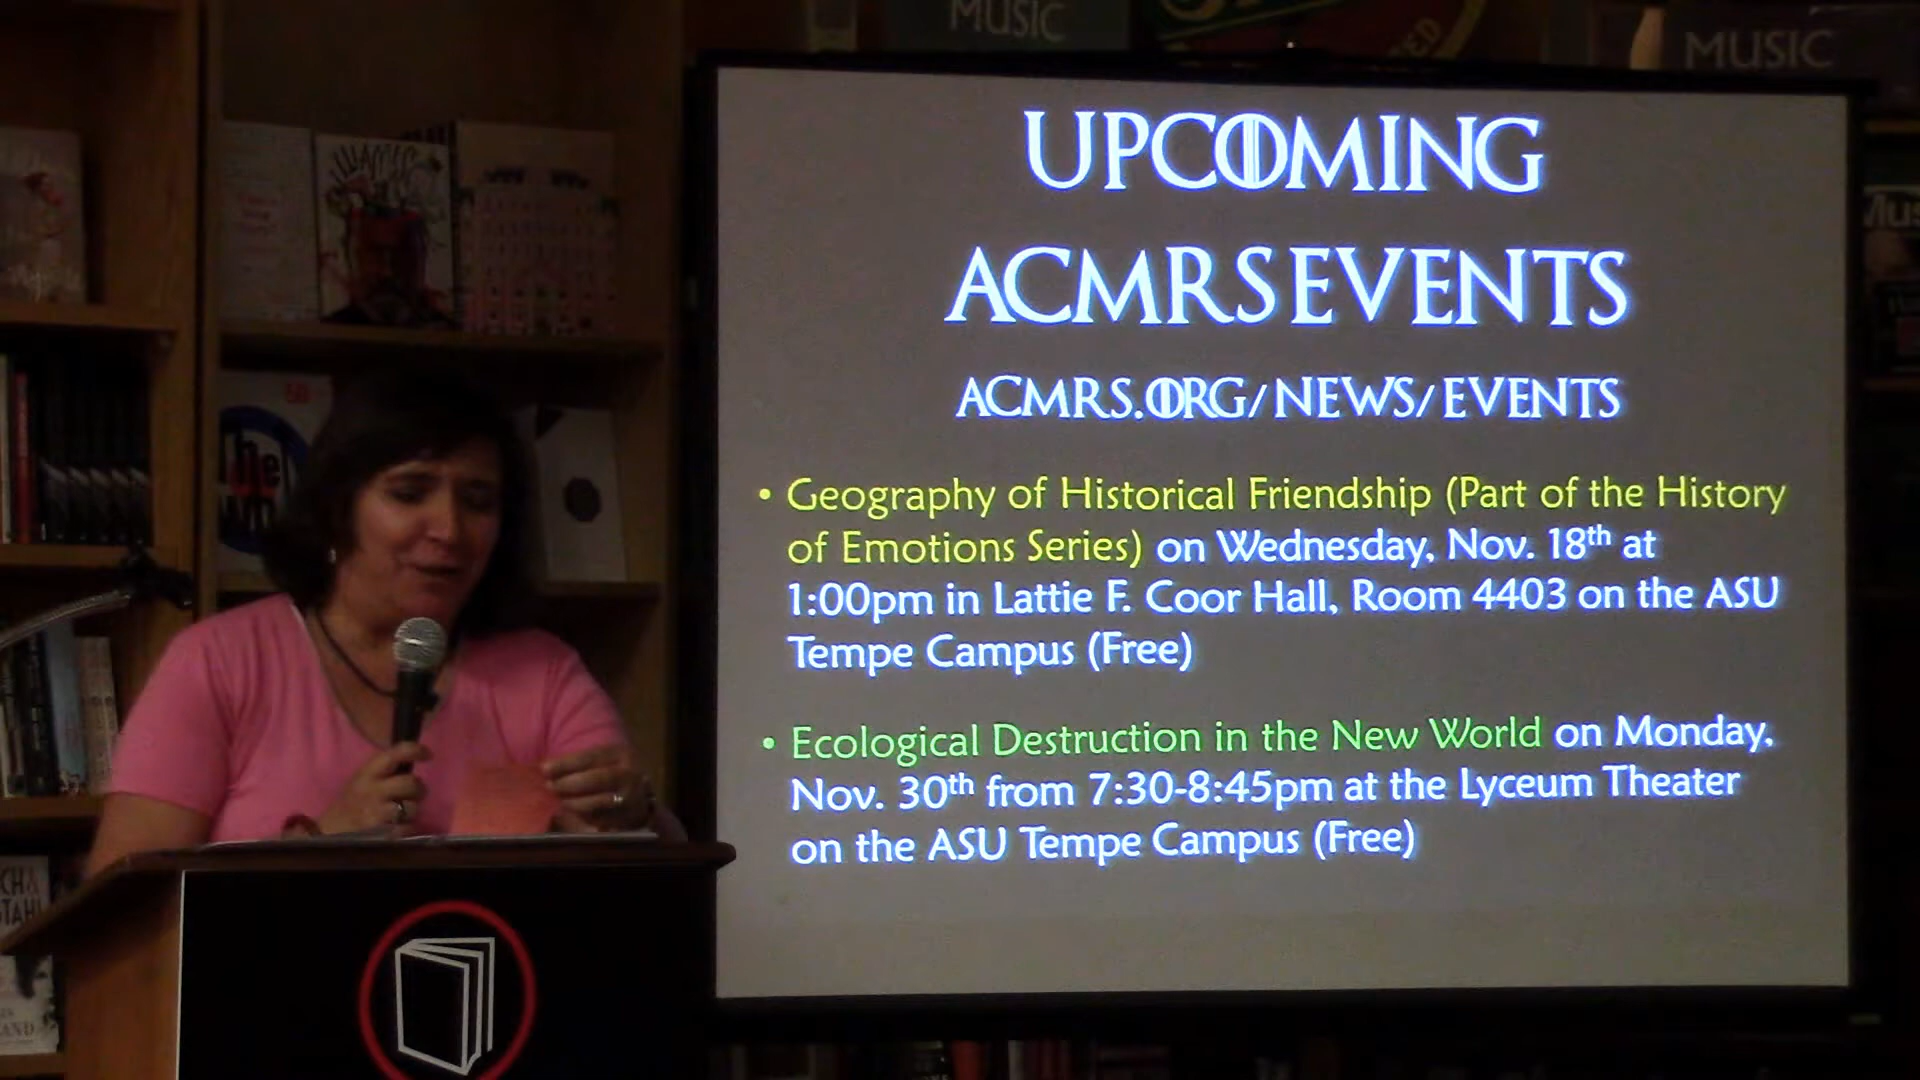 MUSIC
MUSIC
UPCOMING
ACMRS EVENTS
ACMRS.ORG/NEWS/EVENTS
• Geography of Historical Friendship (Part of the History
of Emotions Series) on Wednesday, Nov. 18th at
1:00pm in Lattie F. Coor Hall, Room 4403 on the ASU
Tempe Campus (Free)
• Ecological Destruction in the New World on Monday,
Nov. 30th from 7:30-8:45pm at the Lyceum Theater
on the ASU Tempe Campus (Free)